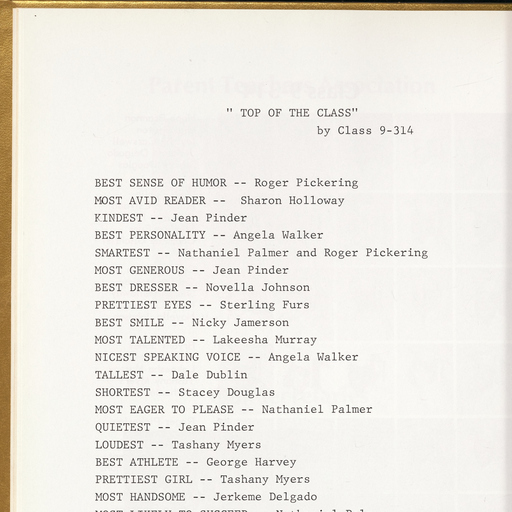 " TOP OF THE CLASS"
by Class 9-314
BEST SENSE OF HUMOR -- Roger Pickering
MOST AVID READER -- Sharon Holloway
KINDEST -- Jean Pinder
BEST PERSONALITY -- Angela Walker
SMARTEST -- Nathaniel Palmer and Roger Pickering
MOST GENEROUS -- Jean Pinder
BEST DRESSER -- Novella Johnson
PRETTIEST EYES -- Sterling Furs
BEST SMILE -- Nicky Jamerson
MOST TALENTED -- Lakeesha Murray
NICEST SPEAKING VOICE -- Angela Walker
TALLEST -- Dale Dublin
SHORTEST -- Stacey Douglas
MOST EAGER TO PLEASE -- Nathaniel Palmer
QUIETEST -- Jean Pinder
LOUDEST -- Tashany Myers
BEST ATHLETE -- George Harvey
PRETTIEST GIRL -- Tashany Myers
MOST HANDSOME -- Jerkeme Delgado